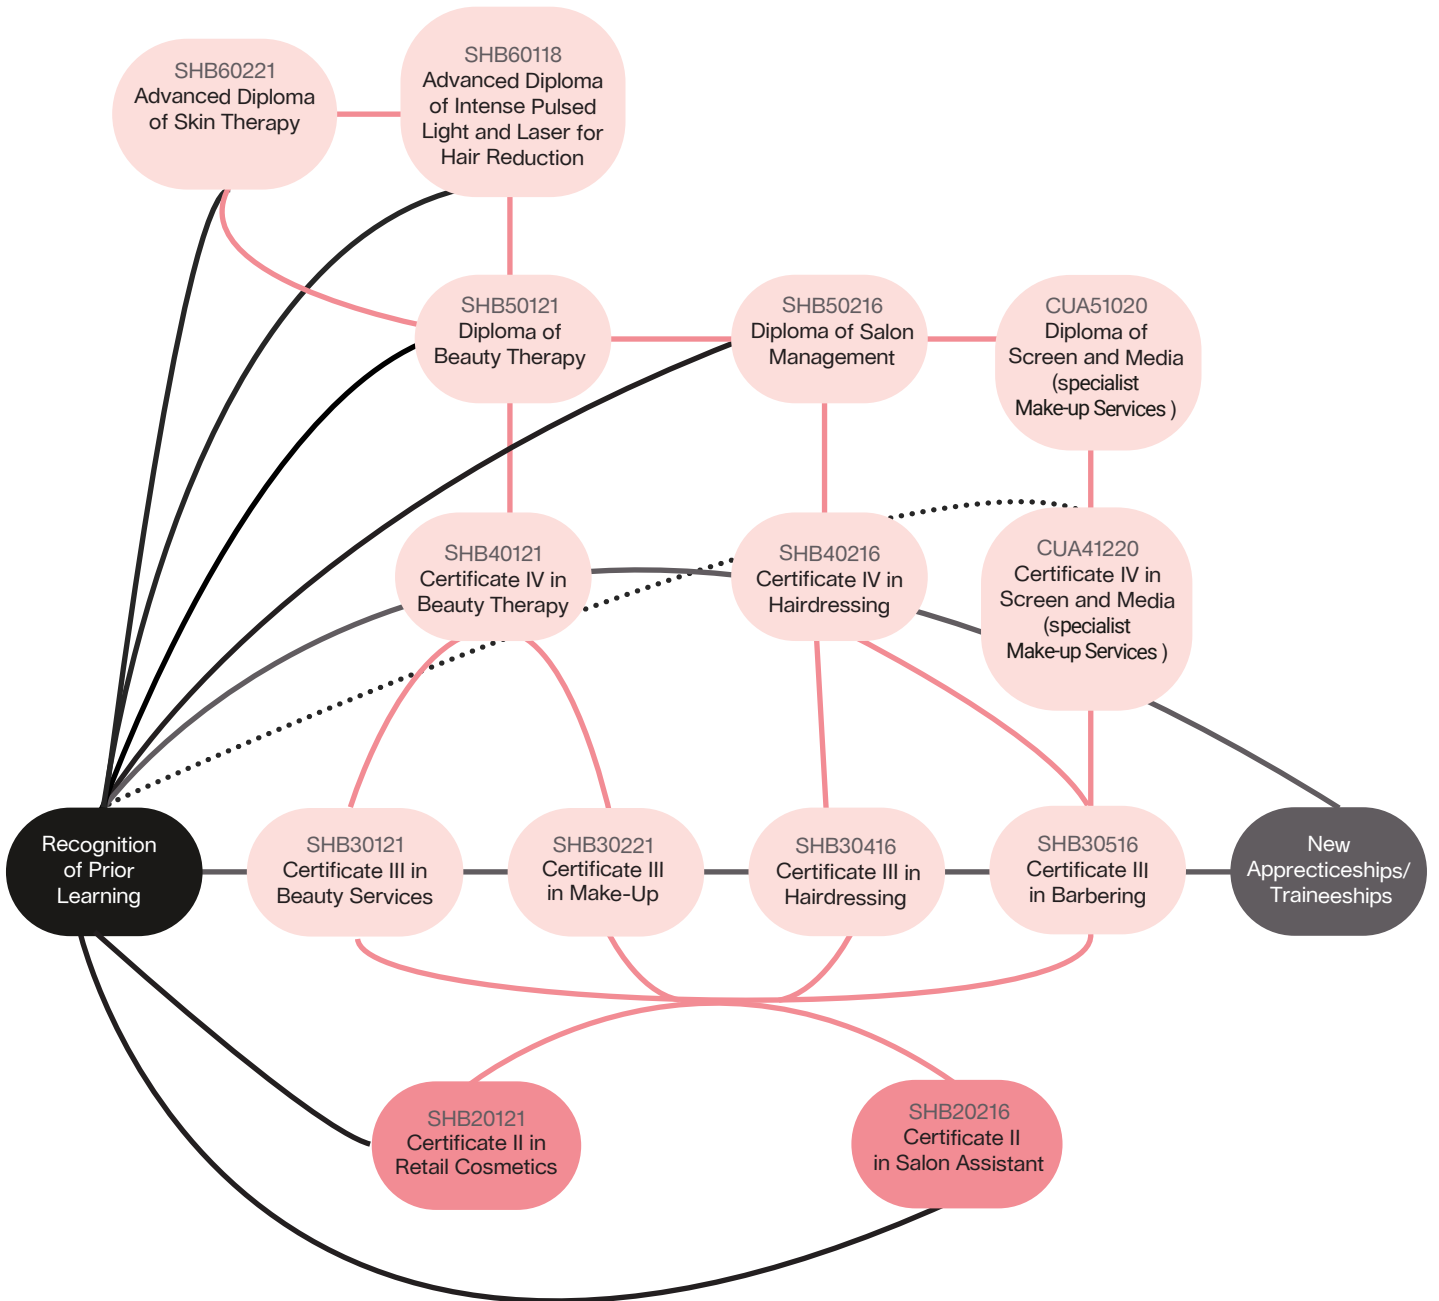 SHB60221
Advanced Diploma
of Skin Therapy
SHB60118
Advanced Diploma
of Intense Pulsed
Light and Laser for
Hair Reduction
SHB50121
Diploma of
Beauty Therapy
SHB50216
Diploma of Salon
Management
CUA51020
Diploma of
Screen and Media
(specialist
Make-up Services )
SHB40121
Certificate IV in
Beauty Therapy
SHB40216
Certificate IV in
Hairdressing
CUA41220
Certificate IV in
Screen and Media
(specialist
Make-up Services )
Recognition
of Prior
Learning
SHB30121
Certificate III in
Beauty Services
SHB30221
Certificate III
in Make-Up
SHB30416
Certificate III in
Hairdressing
SHB30516
Certificate III
in Barbering
New
Apprecticeships/
Traineeships
SHB20121
Certificate II in
Retail Cosmetics
SHB20216
Certificate II
in Salon Assistant